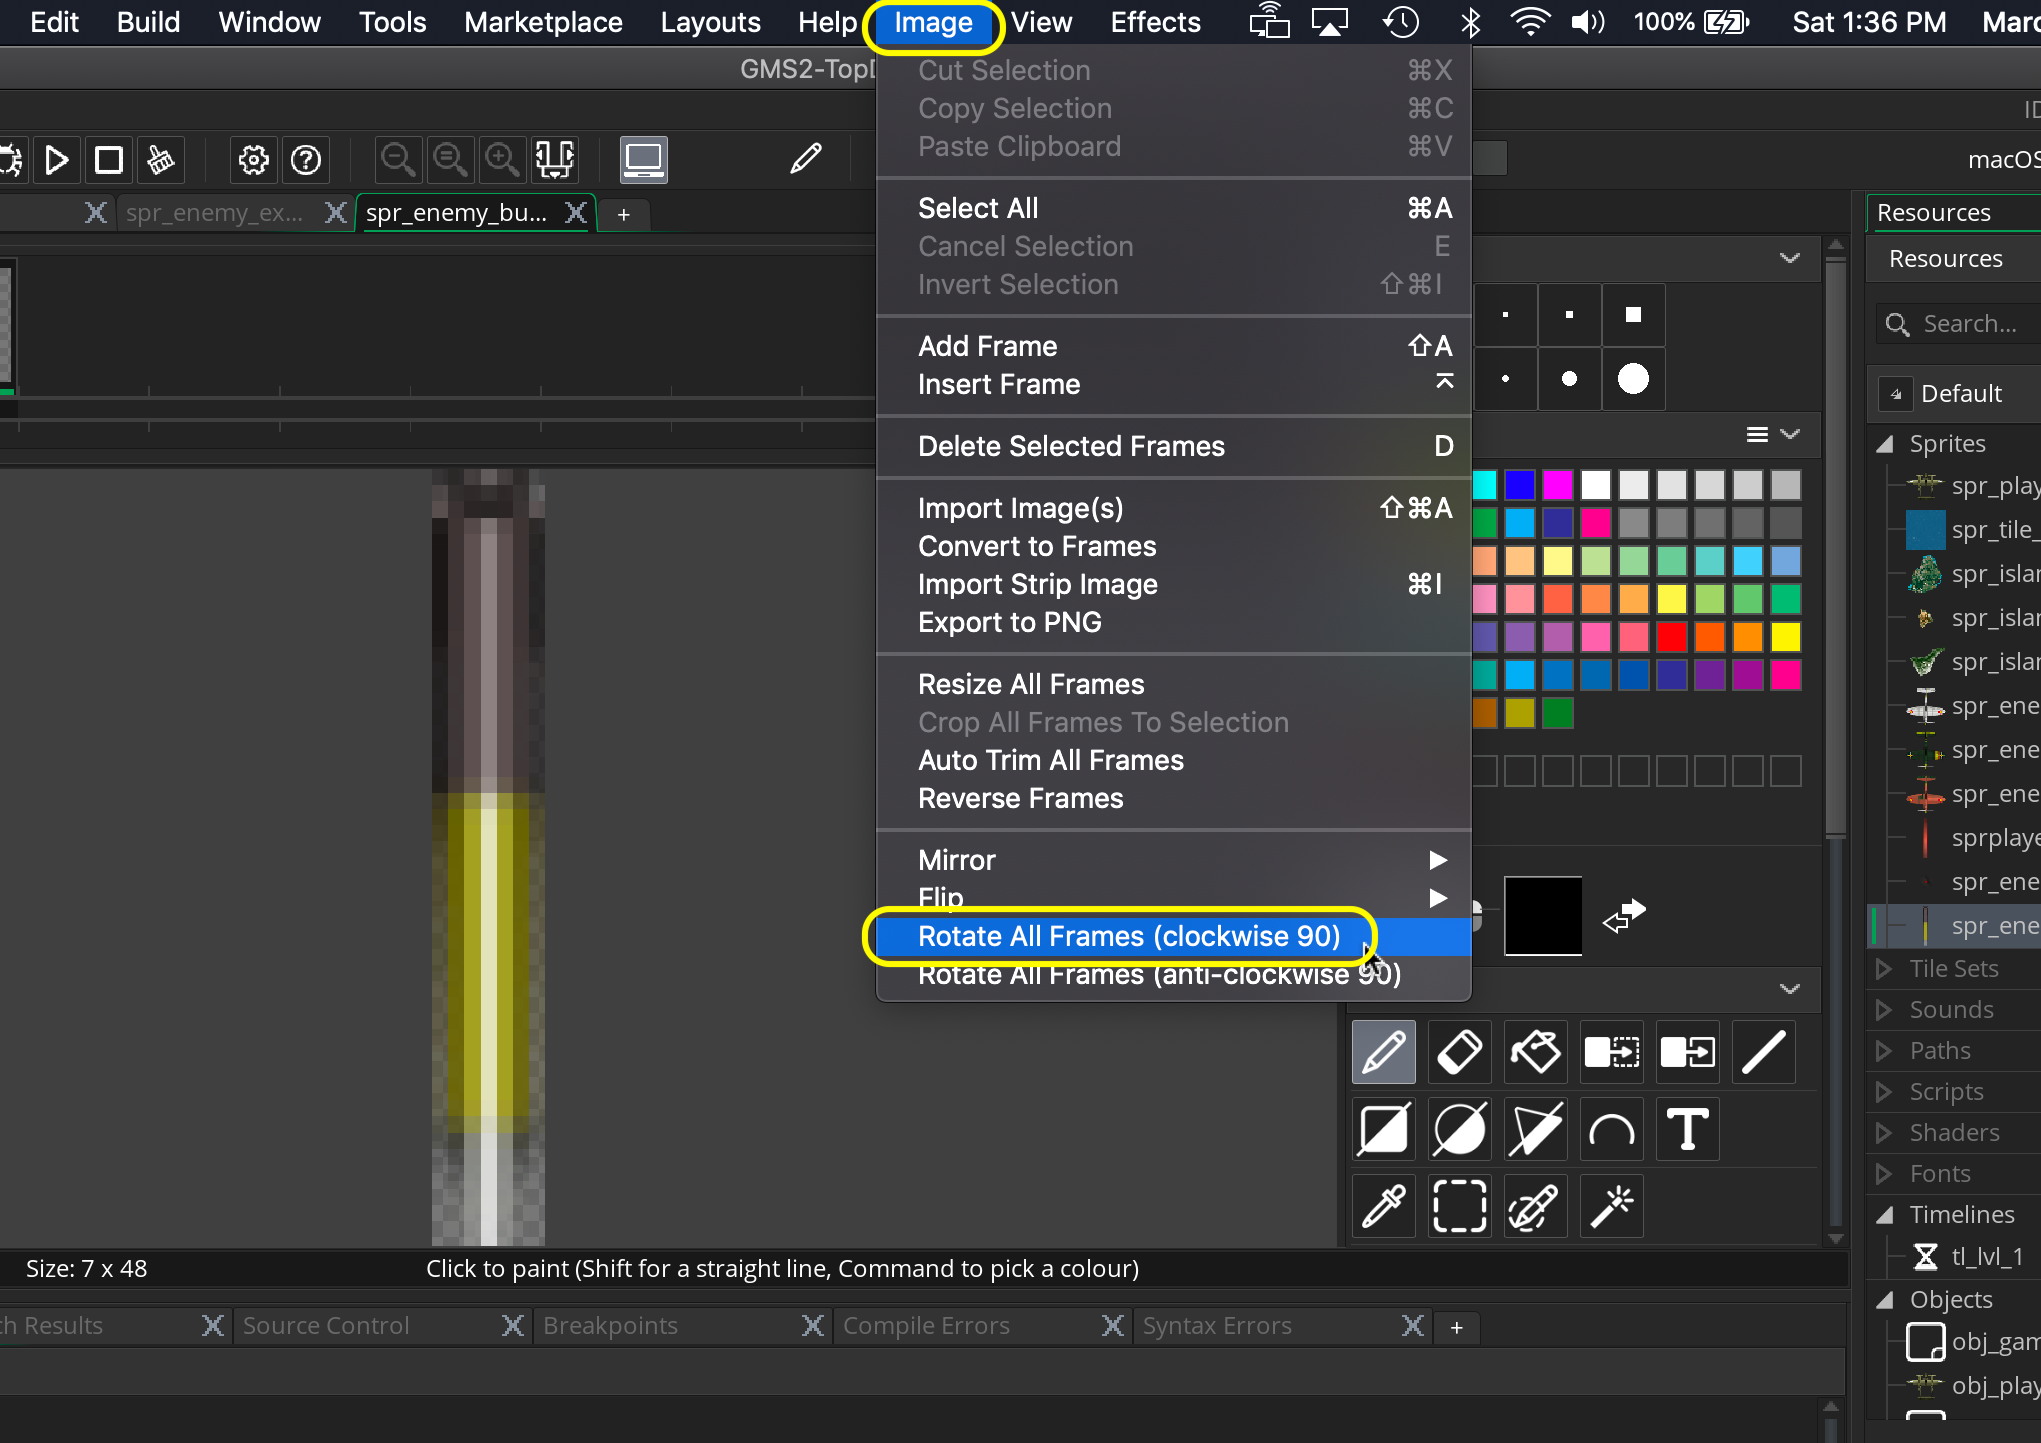 Edit Build Window Tools Marketplace Layouts Help Image View Effects 100% Sat 1:36 PM
GMS2-TopD
macOS
spr_enemy_ex... spr_enemy_bu... +
Cut Selection ⌘X
Copy Selection ⌘C
Paste Clipboard ⌘V
Select All ⌘A
Cancel Selection E
Invert Selection ⇧⌘I
Add Frame ⇧A
Insert Frame
Delete Selected Frames D
Import Image(s) ⇧⌘A
Convert to Frames
Import Strip Image ⌘I
Export to PNG
Resize All Frames
Crop All Frames To Selection
Auto Trim All Frames
Reverse Frames
Mirror
Flip
Rotate All Frames (clockwise 90)
Rotate All Frames (anti-clockwise 90)
T
Resources
Resources
Search...
Default
Sprites
spr_play
spr_tile_
spr_islan
spr_islan
spr_islan
spr_ene
spr_ene
spr_ene
sprplaye
spr_ene
spr_ene
Tile Sets
Sounds
Paths
Scripts
Shaders
Fonts
Timelines
tl_lvl_1
Objects
obj_gam
obj_play
Size: 7 x 48 Click to paint (Shift for a straight line, Command to pick a colour)
Results Source Control Breakpoints Compile Errors Syntax Errors +